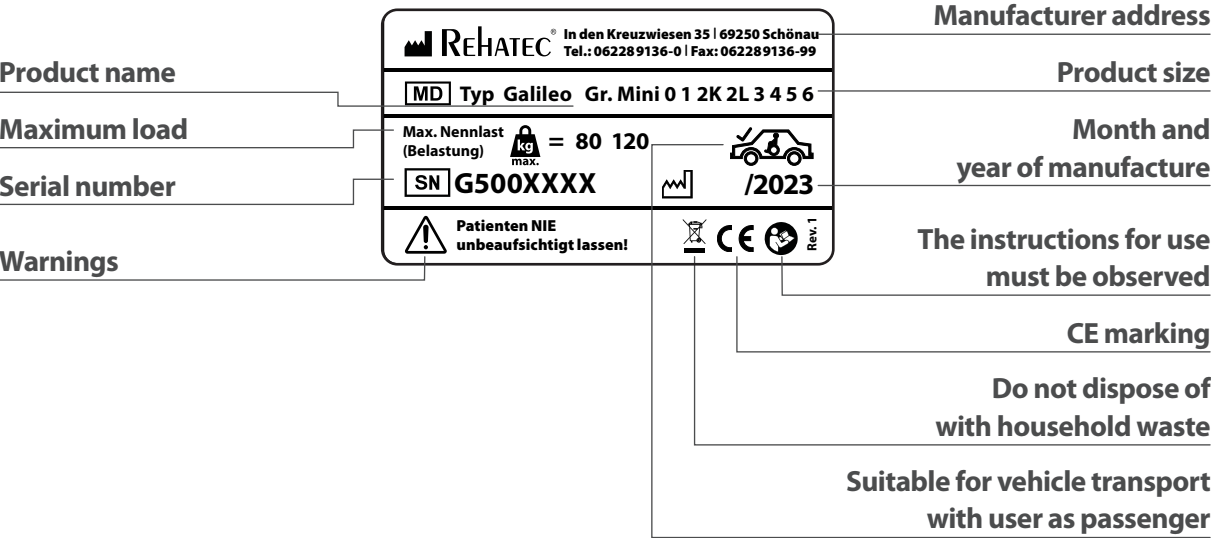 Manufacturer address
REHATEC® In den Kreuzwiesen 35 | 69250 Schönau
Tel.: 062289136-0 | Fax: 062289136-99
Product name
Product size
MD Typ Galileo Gr. Mini 0 1 2K 2L 3 4 5 6
Maximum load
Month and
year of manufacture
Max. Nennlast
(Belastung)
kg
max.
= 80 120
Serial number
SN G500XXXX
/2023
Patienten NIE
unbeaufsichtigt lassen!
CE
Rev. 1
Warnings
The instructions for use
must be observed
CE marking
Do not dispose of
with household waste
Suitable for vehicle transport
with user as passenger